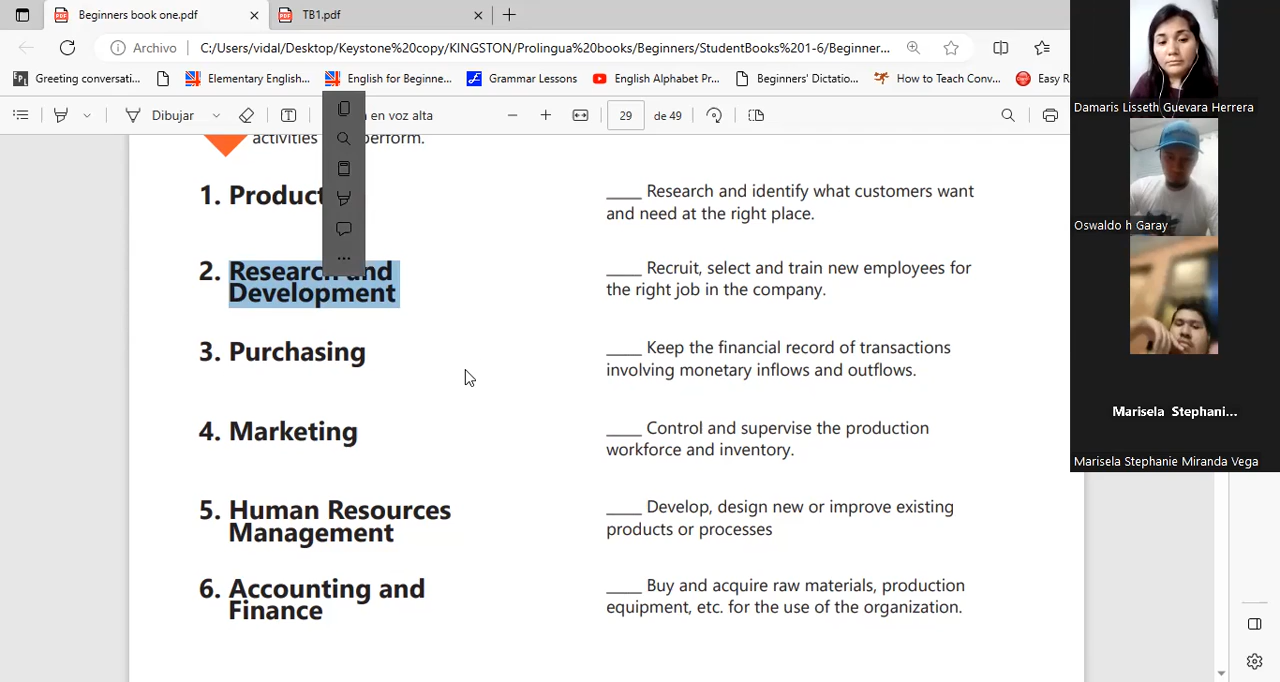 Beginners book one.pdf
TB1.pdf
Archivo
C:/Users/vidal/Desktop/Keystone%20copy/KINGSTON/Prolingua%20books/Beginners/StudentBooks%201-6/Beginner...
Greeting conversati...
Elementary English...
English for Beginne...
Grammar Lessons
English Alphabet Pr...
Beginners' Dictatio...
How to Teach Conv...
Easy R
Dibujar
en voz alta
29
de 49
activities
perform.
1. Product
2. Research and
Development
3. Purchasing
4. Marketing
5. Human Resources
Management
6. Accounting and
Finance
____ Research and identify what customers want
and need at the right place.
____ Recruit, select and train new employees for
the right job in the company.
____ Keep the financial record of transactions
involving monetary inflows and outflows.
____ Control and supervise the production
workforce and inventory.
____ Develop, design new or improve existing
products or processes
____ Buy and acquire raw materials, production
equipment, etc. for the use of the organization.
Damaris Lisseth Guevara Herrera
Oswaldo h Garay
Marisela Stephani...
Marisela Stephanie Miranda Vega